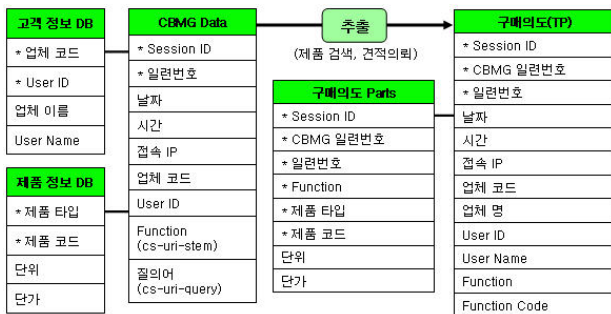 고객 정보 DB
* 업체 코드
* User ID
업체 이름
User Name
제품 정보 DB
* 제품 타입
* 제품 코드
단위
단가
CBMG Data
* Session ID
* 일련번호
날짜
시간
접속 IP
업체 코드
User ID
Function
(cs-uri-stem)
질의어
(cs-uri-query)
추출
(제품 검색, 견적의뢰)
구매의도 Parts
* Session ID
* CBMG 일련번호
* 일련번호
* Function
* 제품 타입
* 제품 코드
단위
단가
구매의도(TP)
* Session ID
* CBMG 일련번호
* 일련번호
날짜
시간
접속 IP
업체 코드
업체 명
User ID
User Name
Function
Function Code